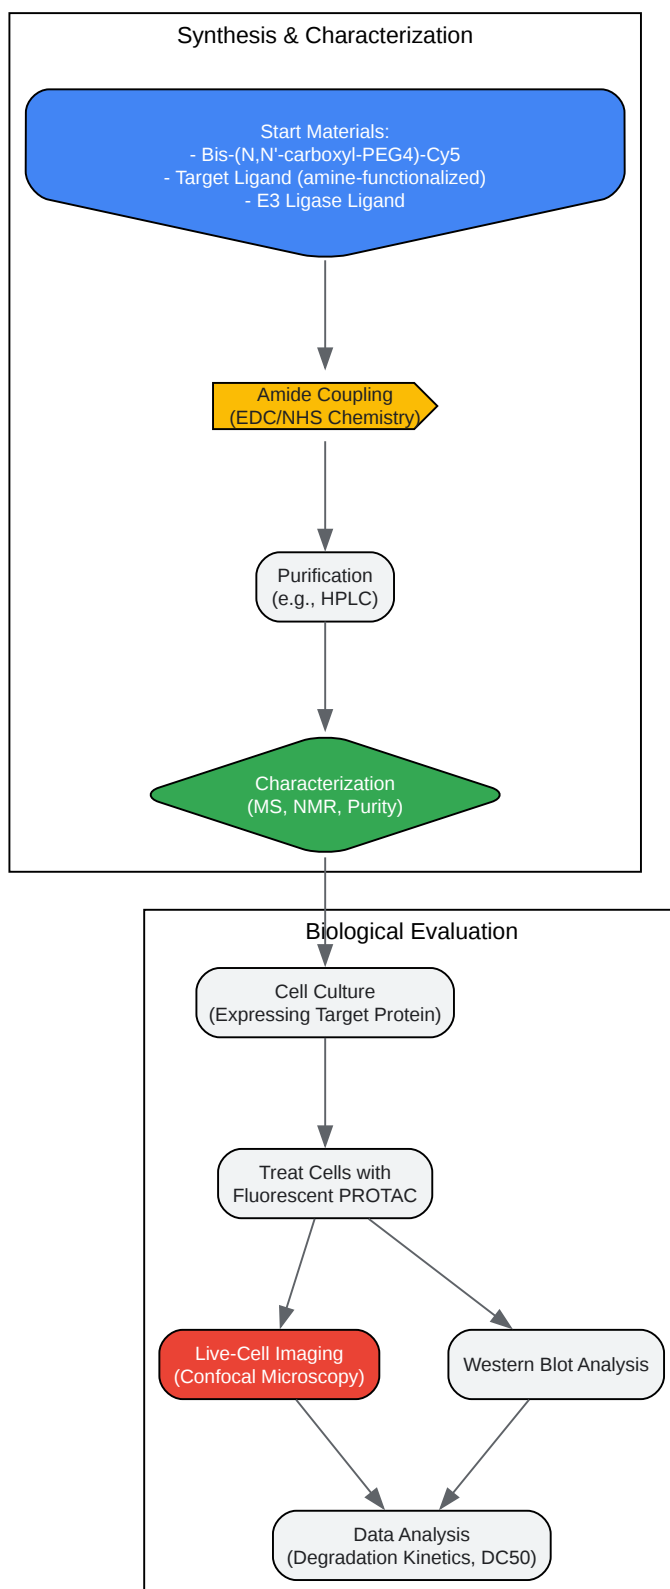 Synthesis & Characterization
Start Materials:
- Bis-(N,N'-carboxyl-PEG4)-Cy5
- Target Ligand (amine-functionalized)
- E3 Ligase Ligand
Amide Coupling
(EDC/NHS Chemistry)
Purification
(e.g., HPLC)
Characterization
(MS, NMR, Purity)
Biological Evaluation
Cell Culture
(Expressing Target Protein)
Treat Cells with
Fluorescent PROTAC
Live-Cell Imaging
(Confocal Microscopy)
Western Blot Analysis
Data Analysis
(Degradation Kinetics, DC50)